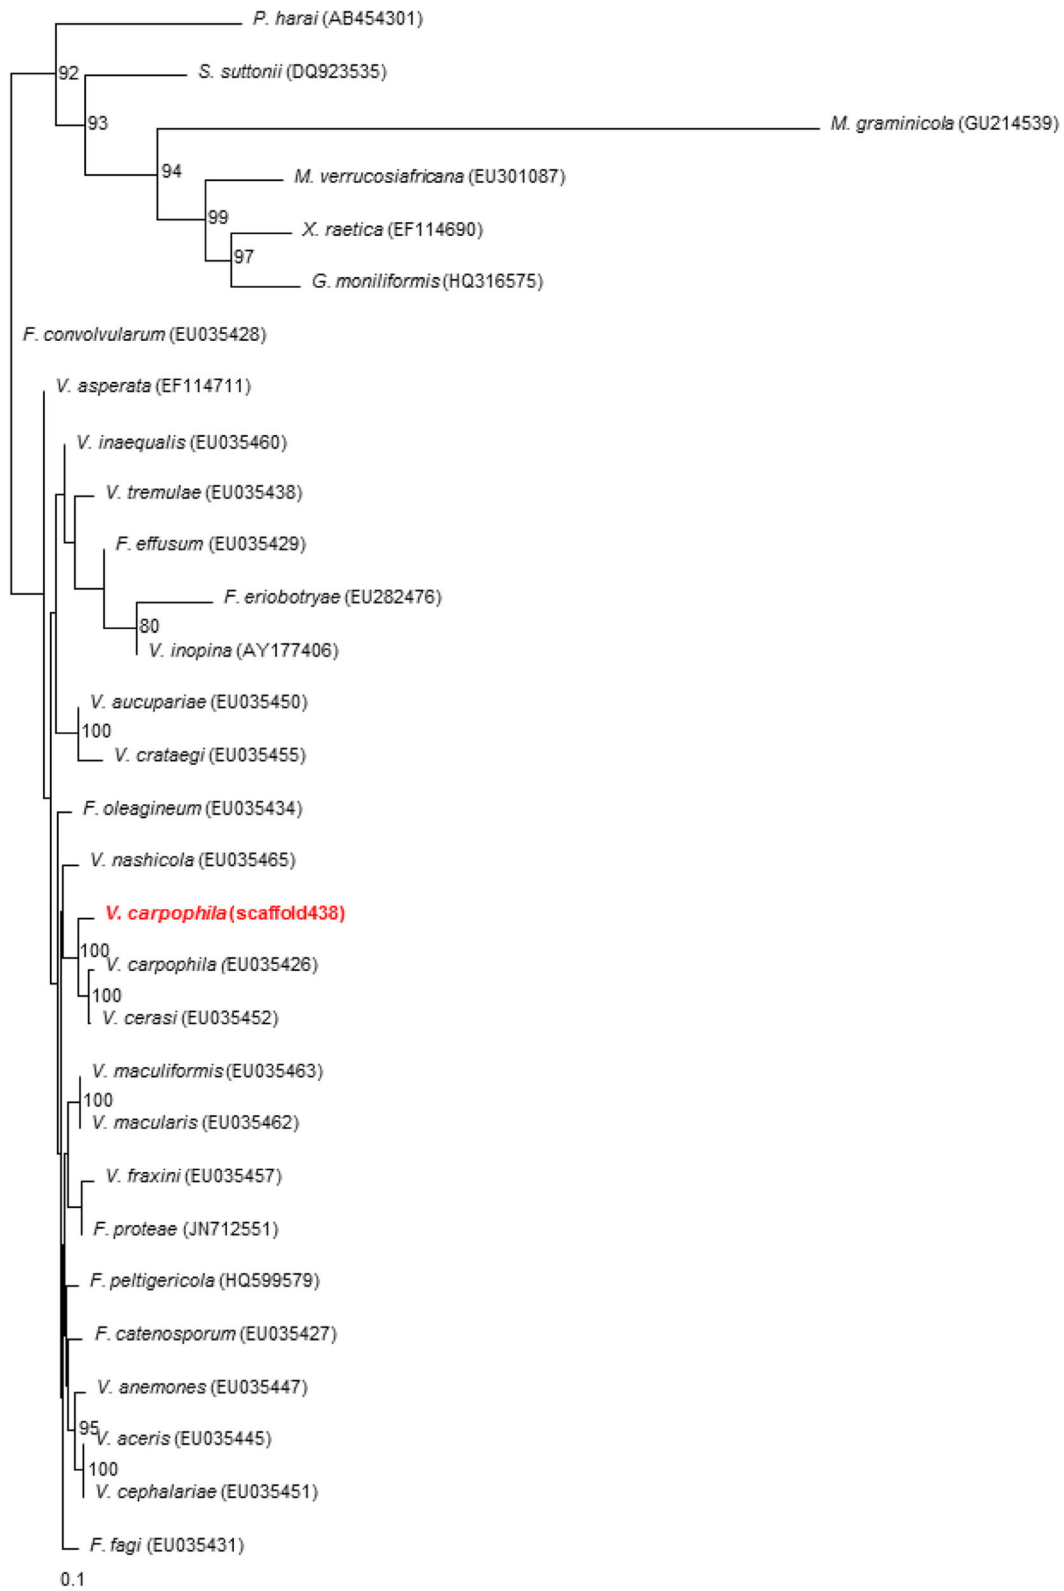 P. harai (AB454301)
92
S. suttonii (DQ923535)
93
M. graminicola (GU214539)
94
M. verrucosiafricana (EU301087)
99
X. raetica (EF114690)
97
G. moniliformis (HQ316575)
F. convolvularum (EU035428)
V. asperata (EF114711)
V. inaequalis (EU035460)
V. tremulae (EU035438)
F. effusum (EU035429)
F. eriobotryae (EU282476)
80
V. inopina (AY177406)
V. aucupariae (EU035450)
100
V. crataegi (EU035455)
F. oleagineum (EU035434)
V. nashicola (EU035465)
V. carpophila (scaffold438)
100
V. carpophila (EU035426)
100
V. cerasi (EU035452)
V. maculiformis (EU035463)
100
V. macularis (EU035462)
V. fraxini (EU035457)
F. proteae (JN712551)
F. peltigericola (HQ599579)
F. catenosporum (EU035427)
V. anemones (EU035447)
95
V. aceris (EU035445)
100
V. cephalariae (EU035451)
F. fagi (EU035431)
0.1